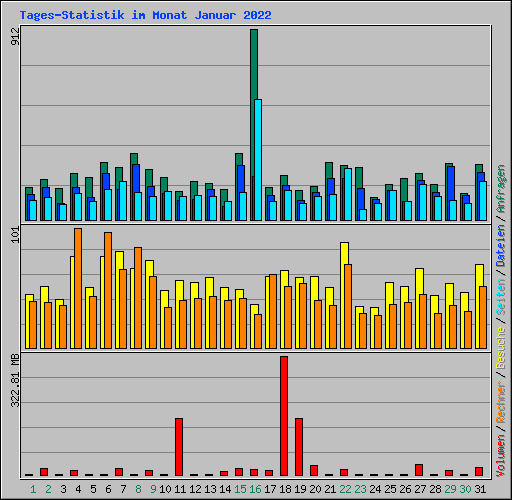 Tages-Statistik im Monat Januar 2022
912
101
322.81 MB
Volumen / Rechner / Besuche / Seiten / Dateien / Anfragen
1 2 3 4 5 6 7 8 9 10 11 12 13 14 15 16 17 18 19 20 21 22 23 24 25 26 27 28 29 30 31